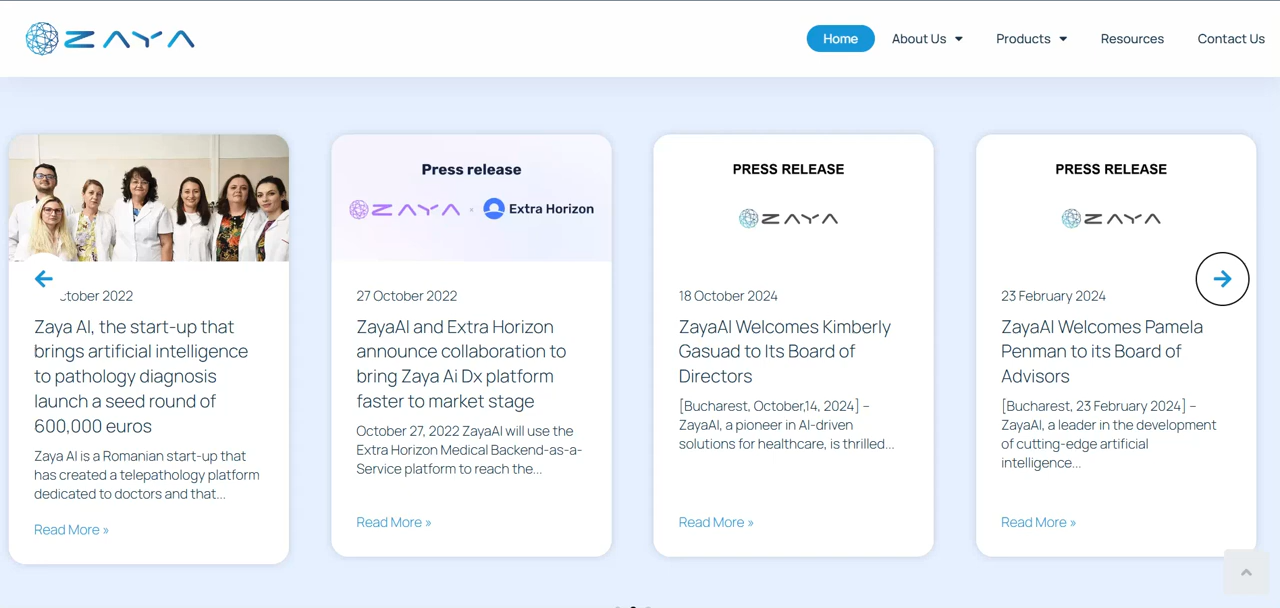 ZAYA
Home
About Us
Products
Resources
Contact Us
2022
Zaya AI, the start-up that
brings artificial intelligence
to pathology diagnosis
launch a seed round of
600,000 euros
Zaya AI is a Romanian start-up that
has created a telepathology platform
dedicated to doctors and that...
Read More »
Press release
ZAYA × Extra Horizon
27 October 2022
ZayaAI and Extra Horizon
announce collaboration to
bring Zaya Ai Dx platform
faster to market stage
October 27, 2022 ZayaAI will use the
Extra Horizon Medical Backend-as-a-
Service platform to reach the...
Read More »
PRESS RELEASE
ZAYA
18 October 2024
ZayaAI Welcomes Kimberly
Gasuad to Its Board of
Directors
[Bucharest, October,14, 2024] –
ZayaAI, a pioneer in AI-driven
solutions for healthcare, is thrilled...
Read More »
PRESS RELEASE
ZAYA
23 February 2024
ZayaAI Welcomes Pamela
Penman to its Board of
Advisors
[Bucharest, 23 February 2024] –
ZayaAI, a leader in the development
of cutting-edge artificial
intelligence...
Read More »